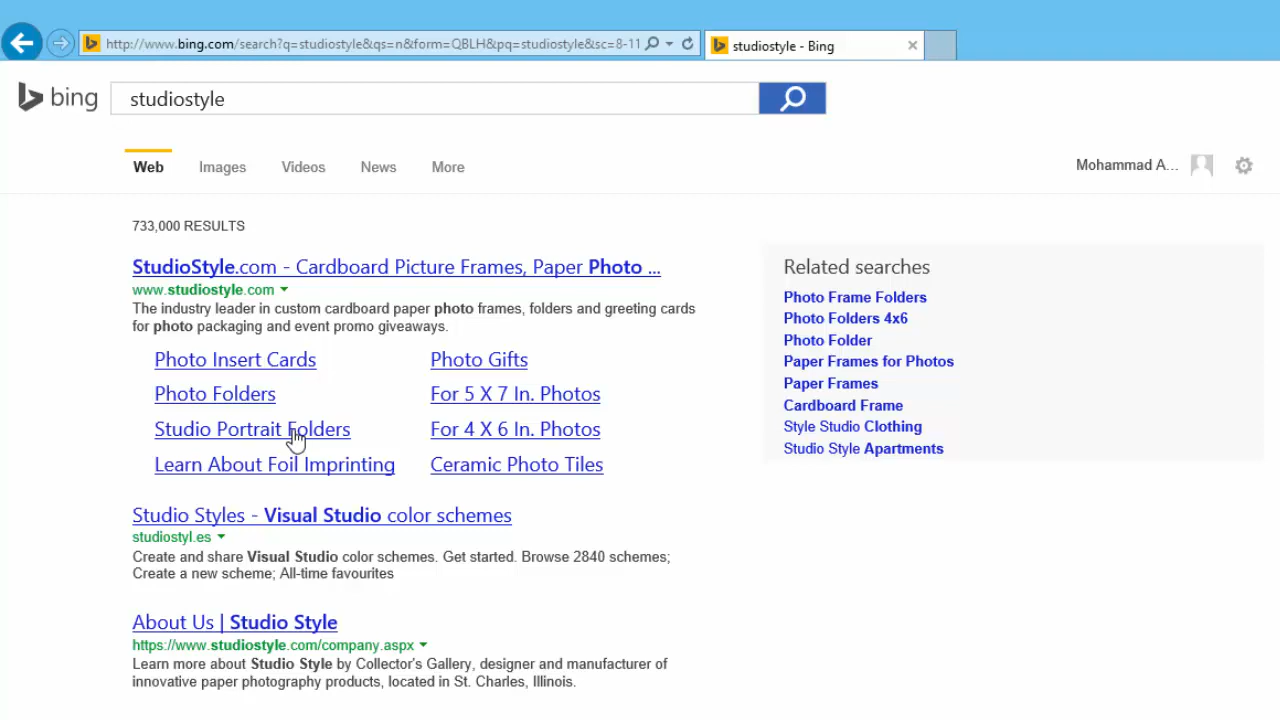 http://www.bing.com/search?q=studiostyle&qs=n&form=QBLH&pq=studiostyle&sc=8-11
studiostyle - Bing
bing
studiostyle
Web Images Videos News More
Mohammad A...
733,000 RESULTS
StudioStyle.com - Cardboard Picture Frames, Paper Photo ...
www.studiostyle.com
The industry leader in custom cardboard paper photo frames, folders and greeting cards
for photo packaging and event promo giveaways.
Photo Insert Cards
Photo Gifts
Photo Folders
For 5 X 7 In. Photos
Studio Portrait Folders
For 4 X 6 In. Photos
Learn About Foil Imprinting
Ceramic Photo Tiles
Studio Styles - Visual Studio color schemes
studiostyl.es
Create and share Visual Studio color schemes. Get started. Browse 2840 schemes;
Create a new scheme; All-time favourites
About Us | Studio Style
https://www.studiostyle.com/company.aspx
Learn more about Studio Style by Collector's Gallery, designer and manufacturer of
innovative paper photography products, located in St. Charles, Illinois.
Related searches
Photo Frame Folders
Photo Folders 4x6
Photo Folder
Paper Frames for Photos
Paper Frames
Cardboard Frame
Style Studio Clothing
Studio Style Apartments